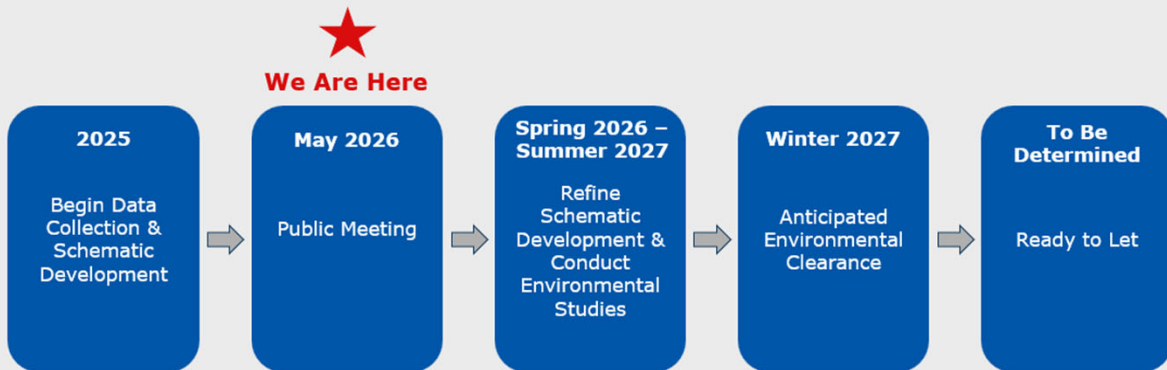 We Are Here
2025
Begin Data
Collection &
Schematic
Development
May 2026
Public Meeting
Spring 2026 –
Summer 2027
Refine
Schematic
Development &
Conduct
Environmental
Studies
Winter 2027
Anticipated
Environmental
Clearance
To Be
Determined
Ready to Let